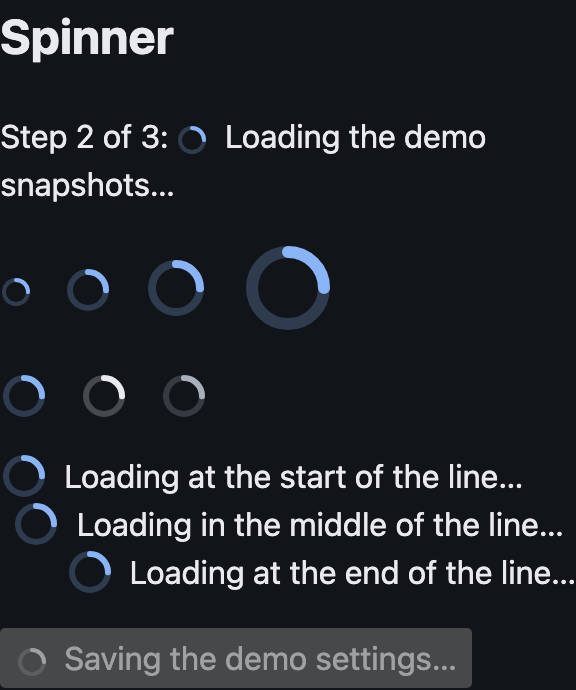 Spinner
Step 2 of 3: Loading the demo
snapshots...
Loading at the start of the line...
Loading in the middle of the line...
Loading at the end of the line...
Saving the demo settings...